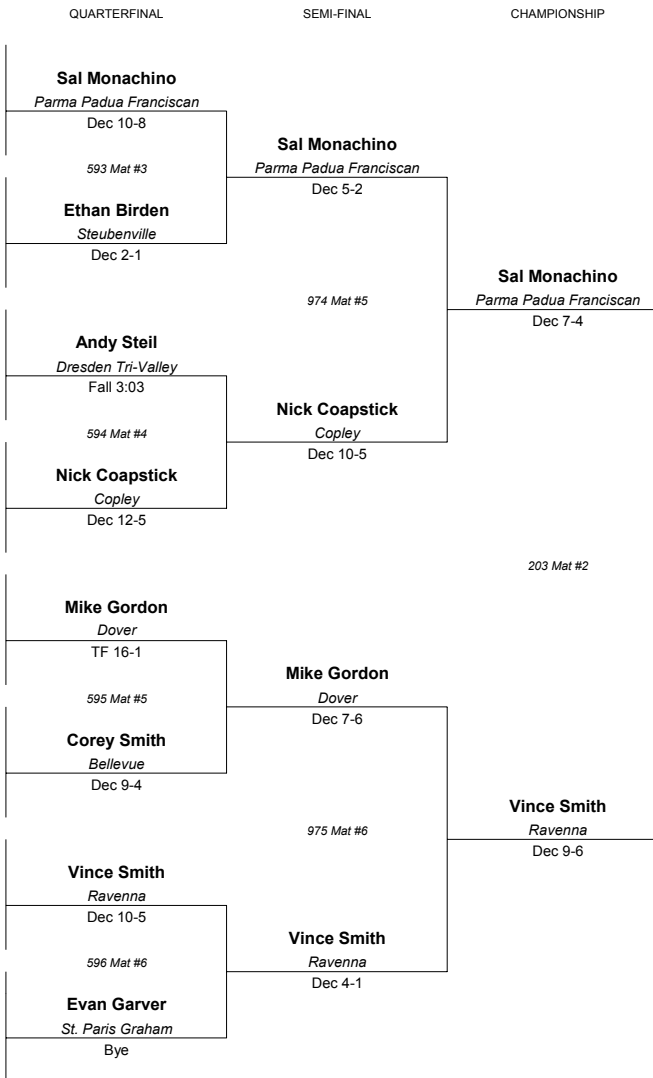 QUARTERFINAL SEMI-FINAL CHAMPIONSHIP
Sal Monachino
Parma Padua Franciscan
Dec 10-8
593 Mat #3
Ethan Birden
Steubenville
Dec 2-1
Sal Monachino
Parma Padua Franciscan
Dec 5-2
974 Mat #5
Andy Steil
Dresden Tri-Valley
Fall 3:03
594 Mat #4
Nick Coapstick
Copley
Dec 12-5
Nick Coapstick
Copley
Dec 10-5
Sal Monachino
Parma Padua Franciscan
Dec 7-4
203 Mat #2
Mike Gordon
Dover
TF 16-1
595 Mat #5
Corey Smith
Bellevue
Dec 9-4
Mike Gordon
Dover
Dec 7-6
975 Mat #6
Vince Smith
Ravenna
Dec 10-5
596 Mat #6
Evan Garver
St. Paris Graham
Bye
Vince Smith
Ravenna
Dec 4-1
Vince Smith
Ravenna
Dec 9-6